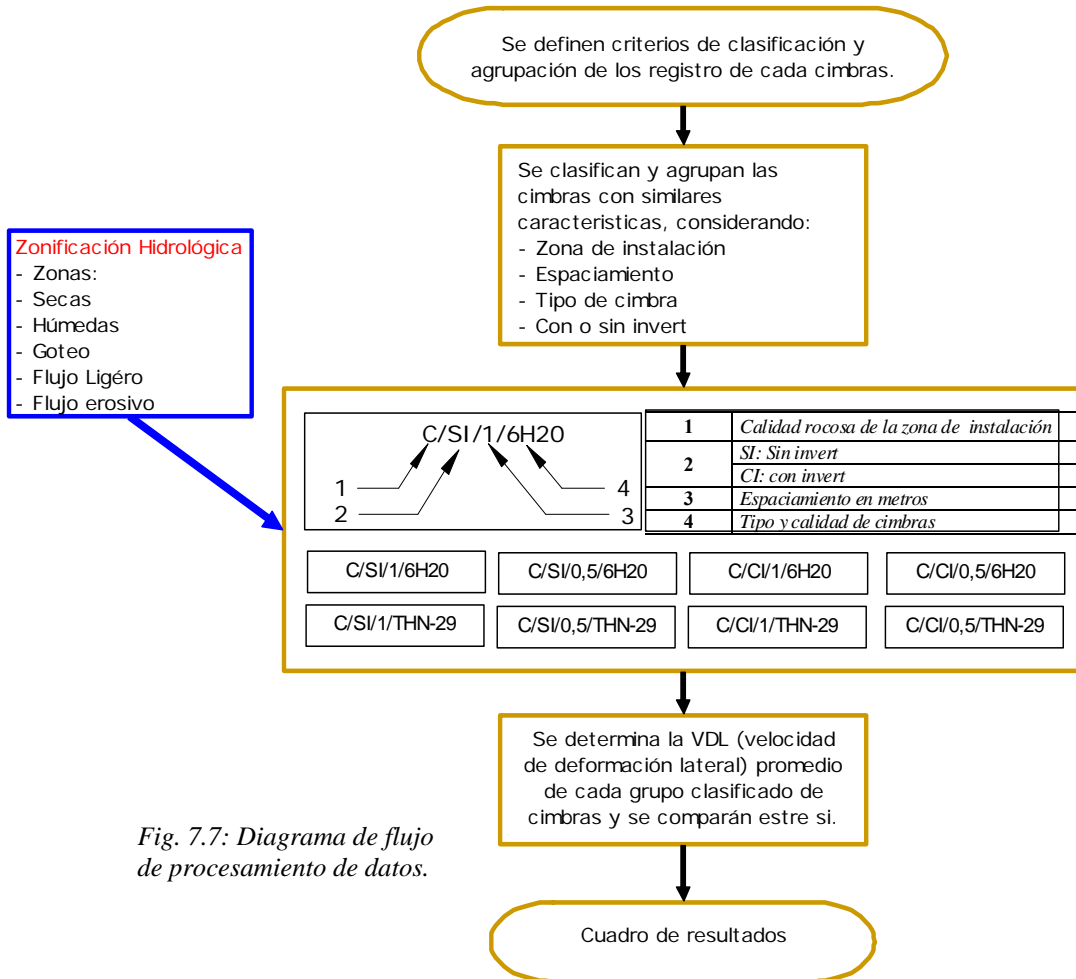 Se definen criterios de clasificación y
agrupación de los registro de cada cimbras.
Se clasifican y agrupan las
cimbras con similares
caracteristicas, considerando:
- Zona de instalación
- Espaciamiento
- Tipo de cimbra
- Con o sin invert
Zonificación Hidrológica
- Zonas:
- Secas
- Húmedas
- Goteo
- Flujo Ligéro
- Flujo erosivo
C/SI/1/6H20
1
2
4
3
1 Calidad rocosa de la zona de instalación
2 SI: Sin invert
CI: con invert
3 Espaciamiento en metros
4 Tipo y calidad de cimbras
C/SI/1/6H20 C/SI/0,5/6H20 C/CI/1/6H20 C/CI/0,5/6H20
C/SI/1/THN-29 C/SI/0,5/THN-29 C/CI/1/THN-29 C/CI/0,5/THN-29
Se determina la VDL (velocidad
de deformación lateral) promedio
de cada grupo clasificado de
cimbras y se comparán estre si.
Fig. 7.7: Diagrama de flujo
de procesamiento de datos.
Cuadro de resultados